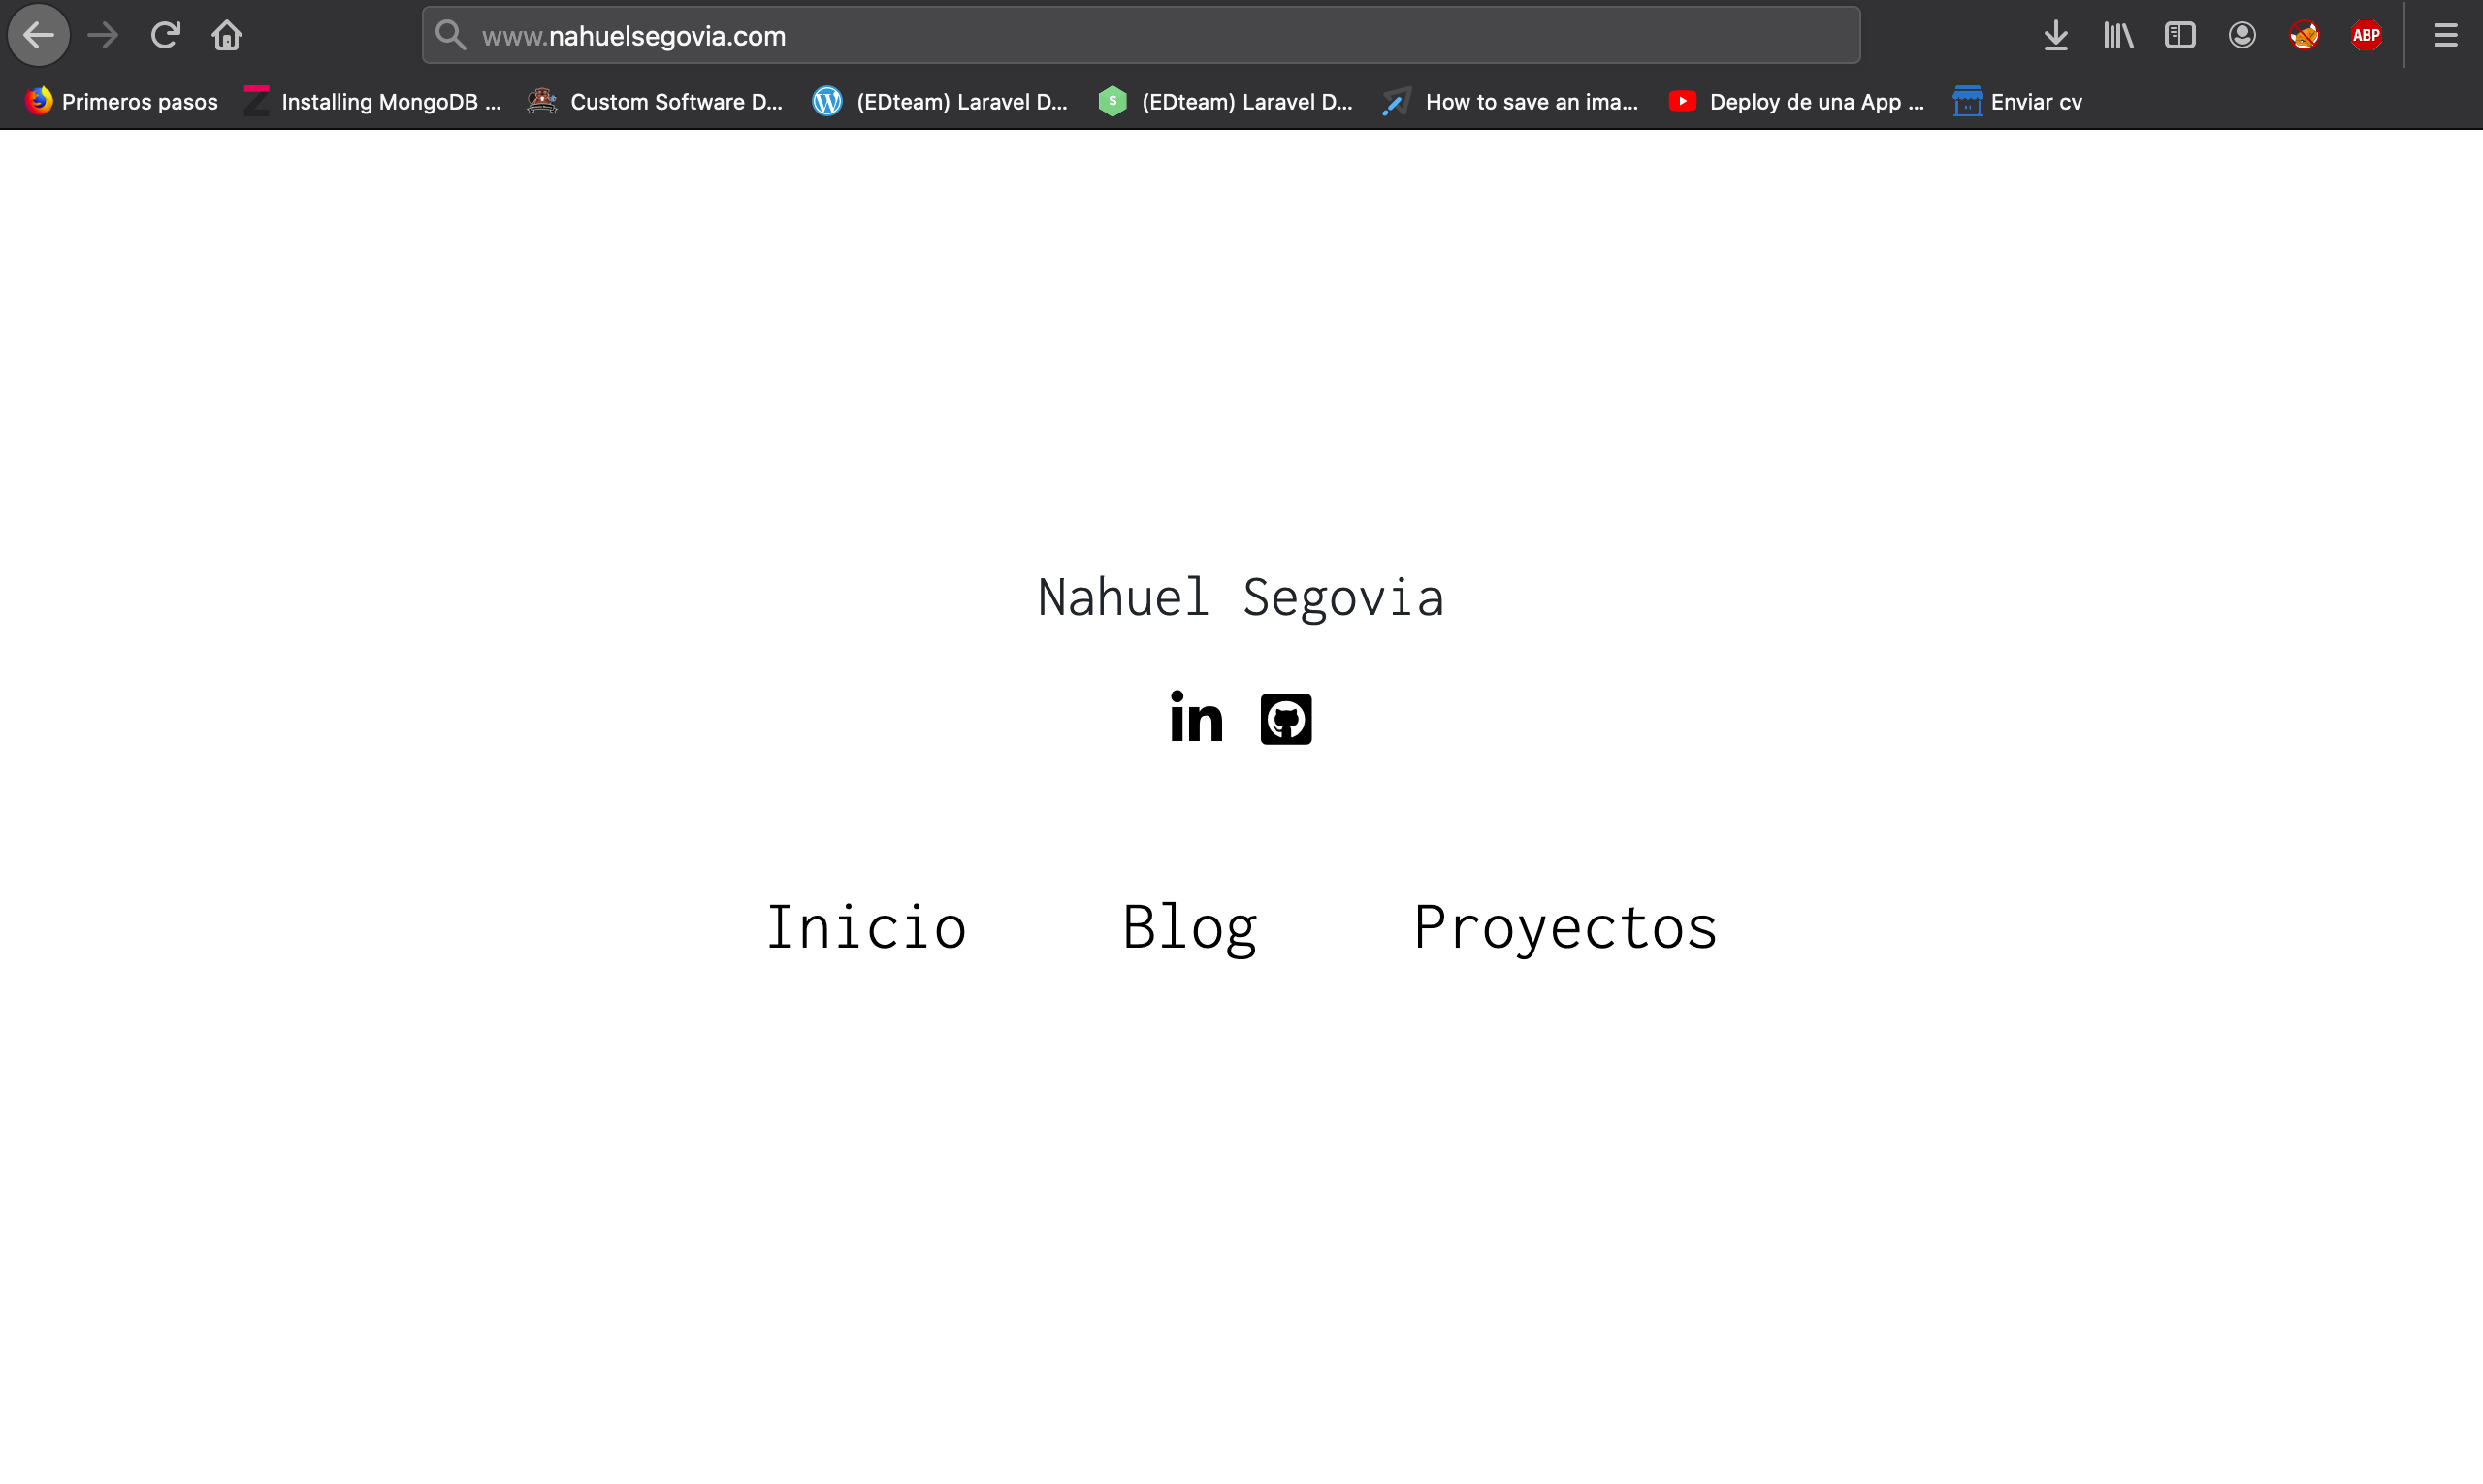 www.nahuelsegovia.com
ABP
Primeros pasos Installing MongoDB ... Custom Software D... (EDteam) Laravel D... (EDteam) Laravel D... How to save an ima... Deploy de una App ... Enviar cv
Nahuel Segovia
in
Inicio Blog Proyectos